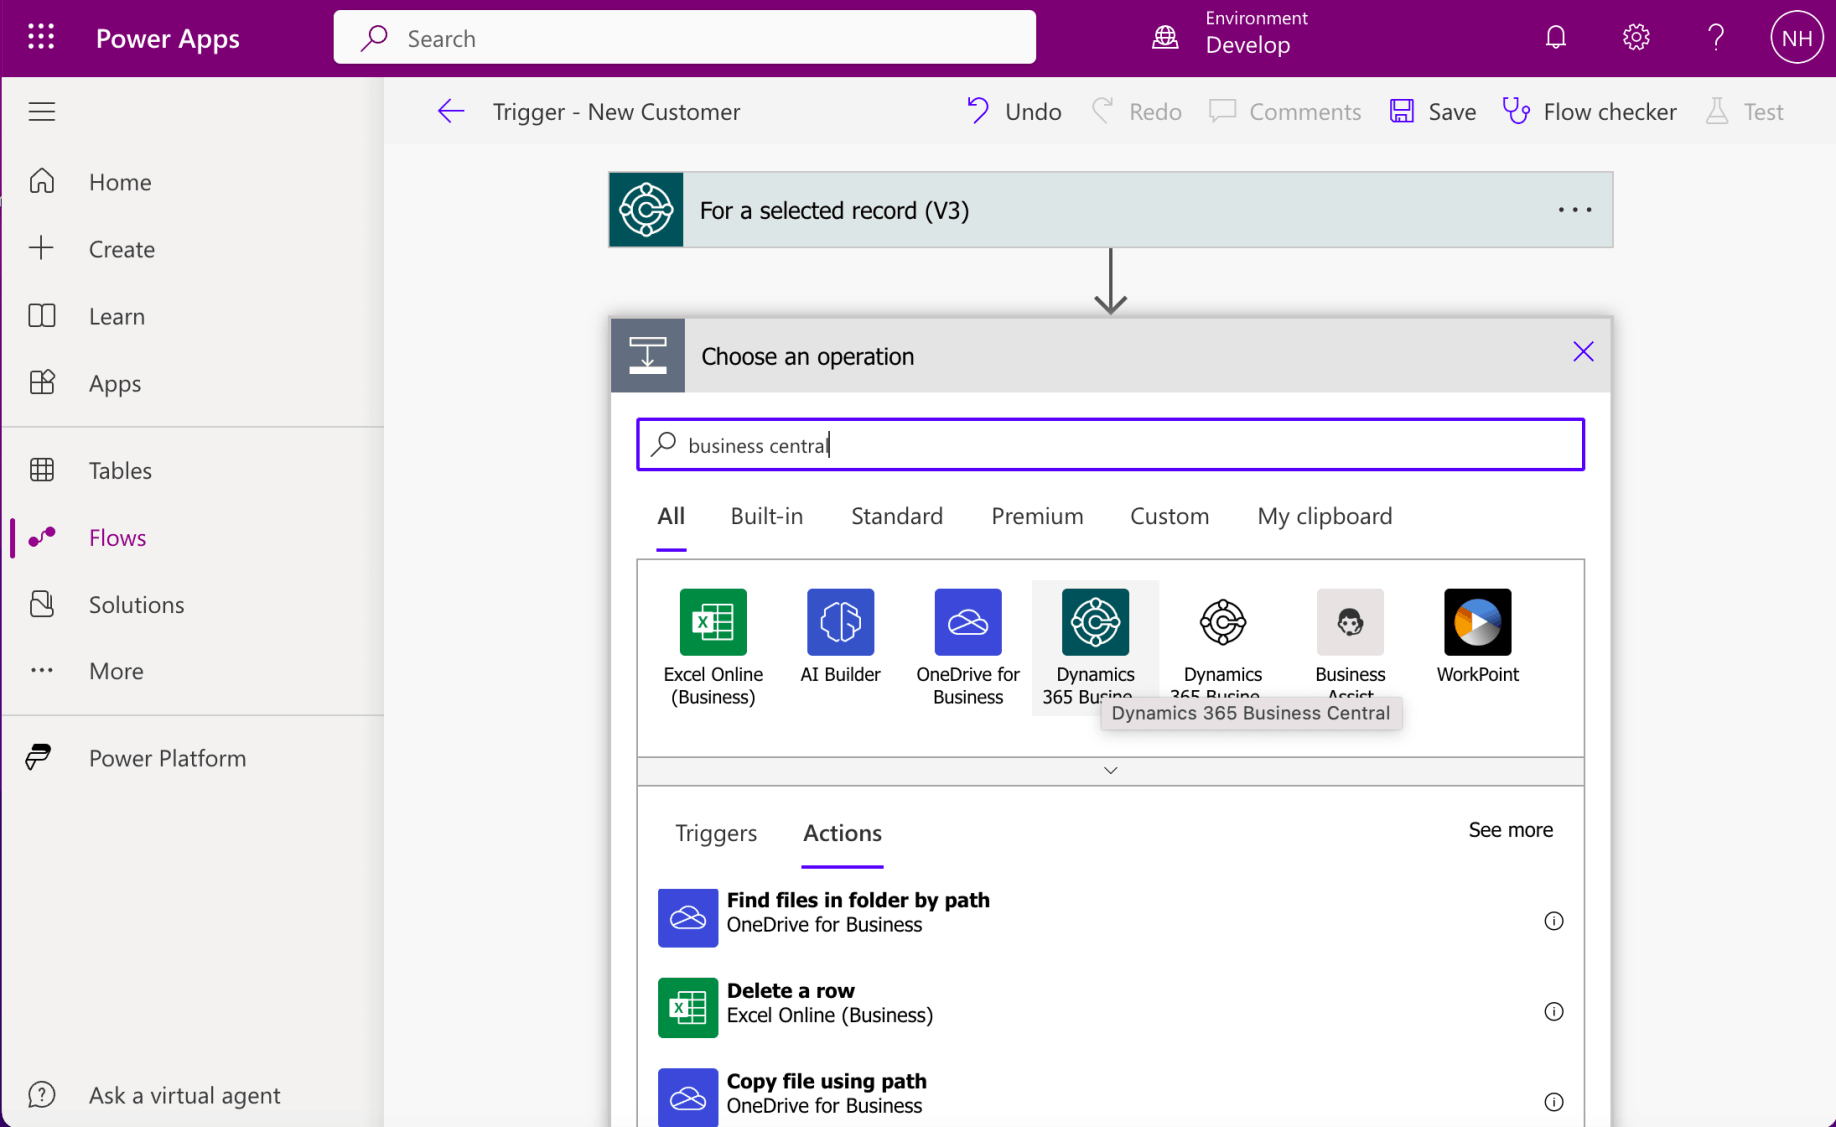 Power Apps
Search
Environment
Develop
NH
Trigger - New Customer
Undo
Redo
Comments
Save
Flow checker
Test
Home
Create
Learn
Apps
Tables
Flows
Solutions
More
Power Platform
Ask a virtual agent
For a selected record (V3)
Choose an operation
business central
All
Built-in
Standard
Premium
Custom
My clipboard
Excel Online
(Business)
AI Builder
OneDrive for
Business
Dynamics
365 Busine
Dynamics
365 Busine
Business
Assist
WorkPoint
Dynamics 365 Business Central
Triggers
Actions
See more
Find files in folder by path
OneDrive for Business
Delete a row
Excel Online (Business)
Copy file using path
OneDrive for Business